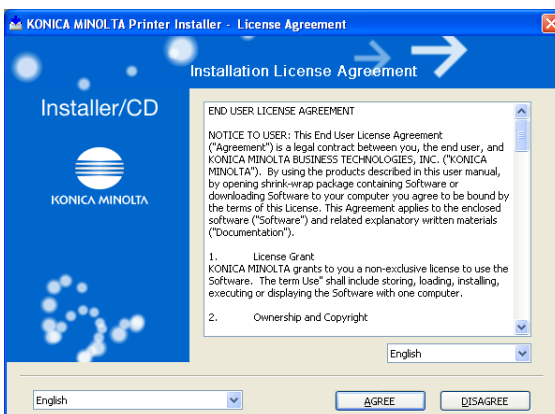 KONICA MINOLTA Printer Installer - License Agreement
Installation License Agreement
Installer/CD
KONICA MINOLTA
END USER LICENSE AGREEMENT
NOTICE TO USER: This End User License Agreement
("Agreement") is a legal contract between you, the end user, and
KONICA MINOLTA BUSINESS TECHNOLOGIES, INC. ("KONICA
MINOLTA"). By using the products described in this user manual,
by opening shrink-wrap package containing Software or
downloading Software to your computer you agree to be bound by
the terms of this License. This Agreement applies to the enclosed
software ("Software") and related explanatory written materials
("Documentation").
1. License Grant
KONICA MINOLTA grants to you a non-exclusive license to use the
Software. The term Use" shall include storing, loading, installing,
executing or displaying the Software with one computer.
2. Ownership and Copyright
English
English
AGREE
DISAGREE